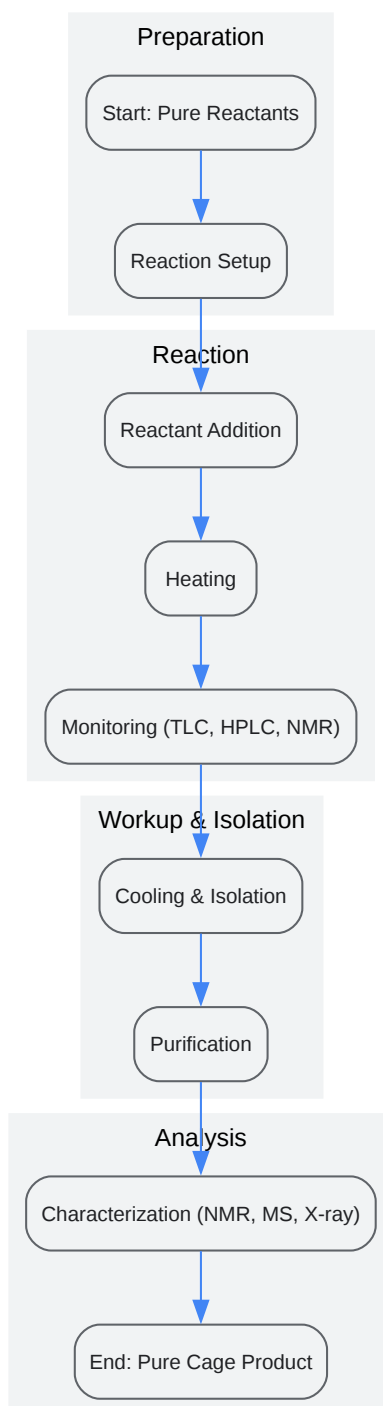 Preparation
Start: Pure Reactants
Reaction Setup
Reaction
Reactant Addition
Heating
Monitoring (TLC, HPLC, NMR)
Workup & Isolation
Cooling & Isolation
Purification
Analysis
Characterization (NMR, MS, X-ray)
End: Pure Cage Product